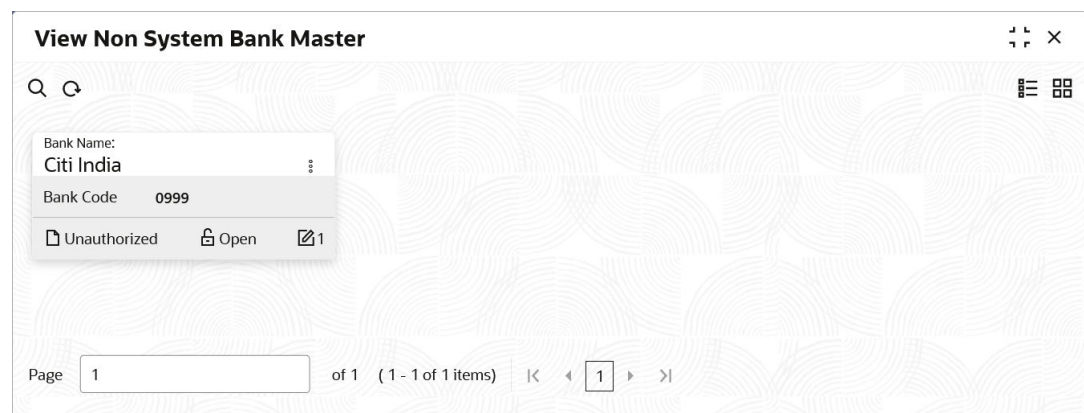 View Non System Bank Master
Bank Name:
Citi India
Bank Code 0999
Unauthorized Open 1
Page 1 of 1 ( 1 - 1 of 1 items) 1